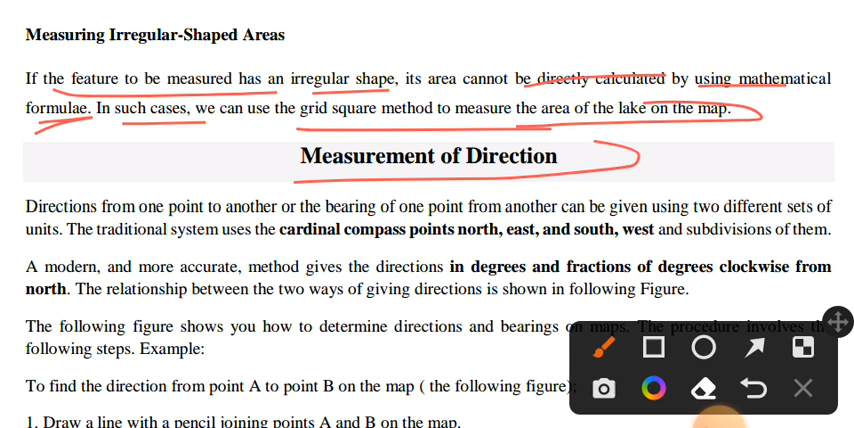 Measuring Irregular-Shaped Areas
If the feature to be measured has an irregular shape, its area cannot be directly calculated by using mathematical
formulae. In such cases, we can use the grid square method to measure the area of the lake on the map.
Measurement of Direction
Directions from one point to another or the bearing of one point from another can be given using two different sets of
units. The traditional system uses the cardinal compass points north, east, and south, west and subdivisions of them.
A modern, and more accurate, method gives the directions in degrees and fractions of degrees clockwise from
north. The relationship between the two ways of giving directions is shown in following Figure.
The following figure shows you how to determine directions and bearings on maps. The procedure involves th
following steps. Example:
To find the direction from point A to point B on the map ( the following figure)
1. Draw a line with a pencil joining points A and B on the map.